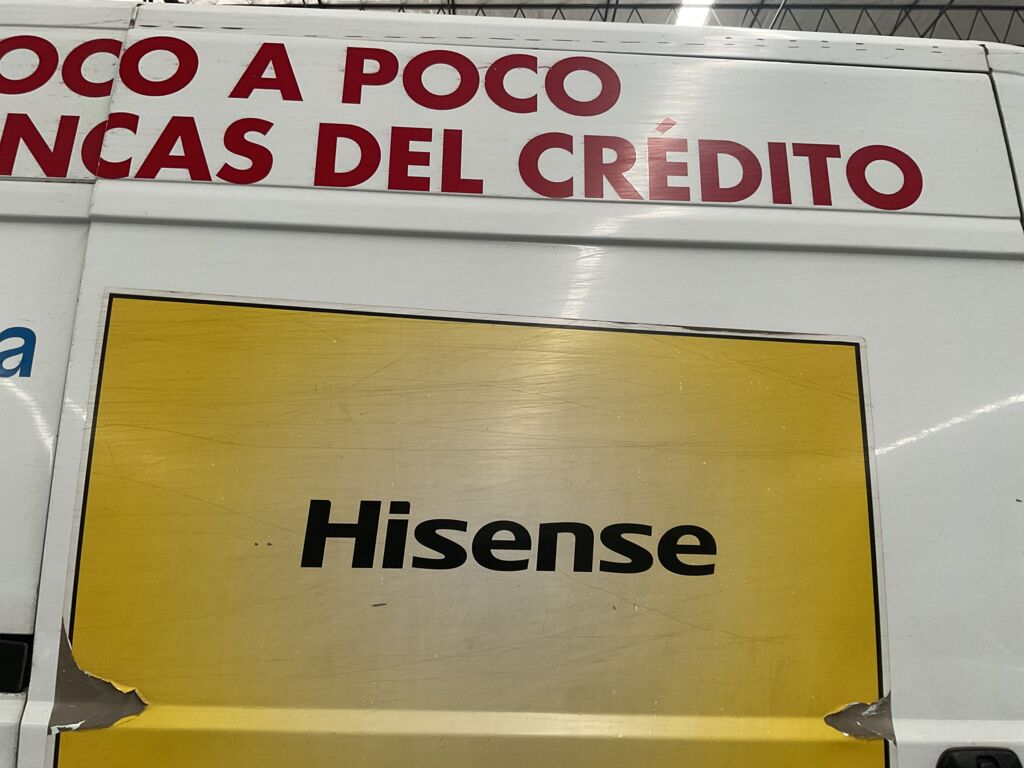 OCO A POCO
NCAS DEL CRÉDITO
a
Hisense